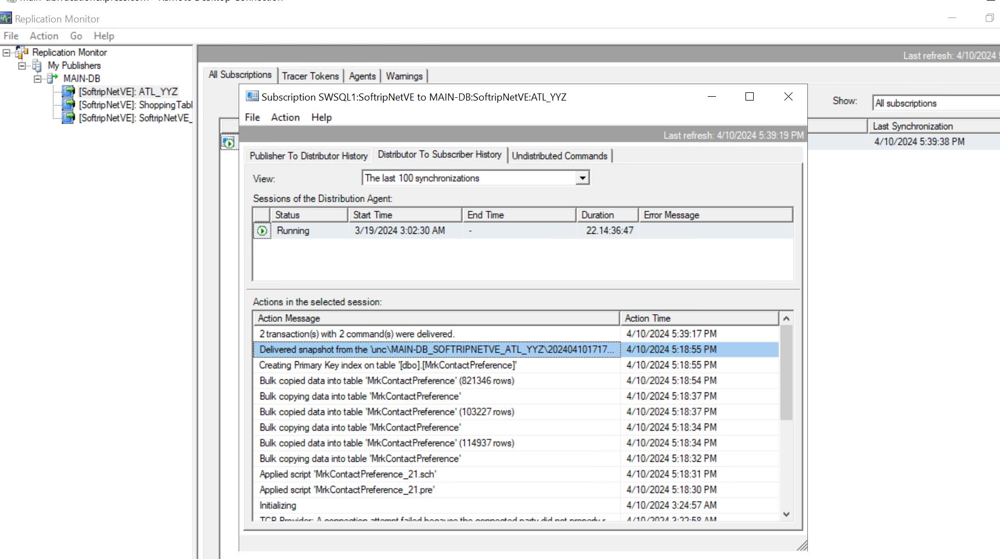 Replication Monitor
File Action Go Help
Replication Monitor
My Publishers
MAIN-DB
[SoftripNetVE]: ATL_YYZ
[SoftripNetVE]: ShoppingTabl
[SoftripNetVE]: SoftripNetVE_
Last refresh: 4/10/2024
All Subscriptions Tracer Tokens Agents Warnings
Show: All subscriptions
Last Synchronization
4/10/2024 5:39:38 PM
Subscription SWSQL1:SoftripNetVE to MAIN-DB:SoftripNetVE:ATL_YYZ
File Action Help
Last refresh: 4/10/2024 5:39:19 PM
Publisher To Distributor History Distributor To Subscriber History Undistributed Commands
View: The last 100 synchronizations
Sessions of the Distribution Agent:
Status Start Time End Time Duration Error Message
Running 3/19/2024 3:02:30 AM - 22.14:36:47
Actions in the selected session:
Action Message Action Time
2 transaction(s) with 2 command(s) were delivered. 4/10/2024 5:39:17 PM
Delivered snapshot from the 'unc\MAIN-DB_SOFTRIPNETVE_ATL_YYZ\202404101717... 4/10/2024 5:18:55 PM
Creating Primary Key index on table '[dbo].[MrkContactPreference]' 4/10/2024 5:18:55 PM
Bulk copied data into table 'MrkContactPreference' (821346 rows) 4/10/2024 5:18:54 PM
Bulk copying data into table 'MrkContactPreference' 4/10/2024 5:18:37 PM
Bulk copied data into table 'MrkContactPreference' (103227 rows) 4/10/2024 5:18:37 PM
Bulk copying data into table 'MrkContactPreference' 4/10/2024 5:18:34 PM
Bulk copied data into table 'MrkContactPreference' (114937 rows) 4/10/2024 5:18:34 PM
Bulk copying data into table 'MrkContactPreference' 4/10/2024 5:18:32 PM
Applied script 'MrkContactPreference_21.sch' 4/10/2024 5:18:31 PM
Applied script 'MrkContactPreference_21.pre' 4/10/2024 5:18:30 PM
Initializing 4/10/2024 3:24:57 AM
TCP Provider: A connection attempt failed because the connected party did not properly r 4/10/2024 3:22:58 AM